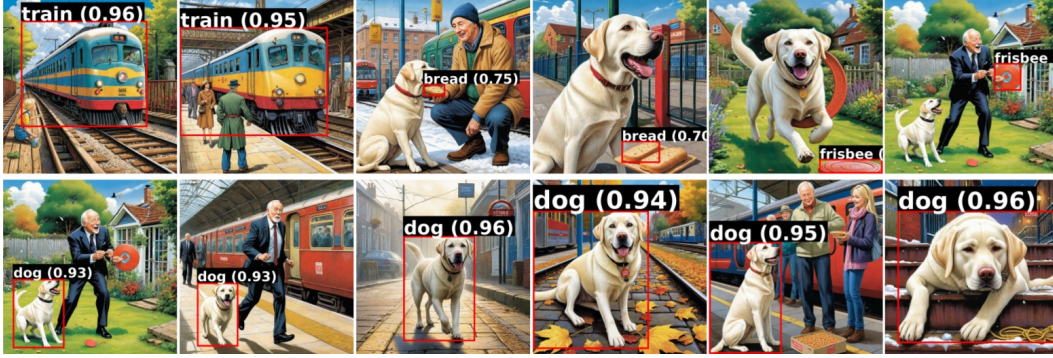 train (0.96)
train (0.95)
bread (0.75)
bread (0.70
frisbee (
frisbee
dog (0.93)
dog (0.93)
dog (0.96)
dog (0.94)
dog (0.95)
dog (0.96)